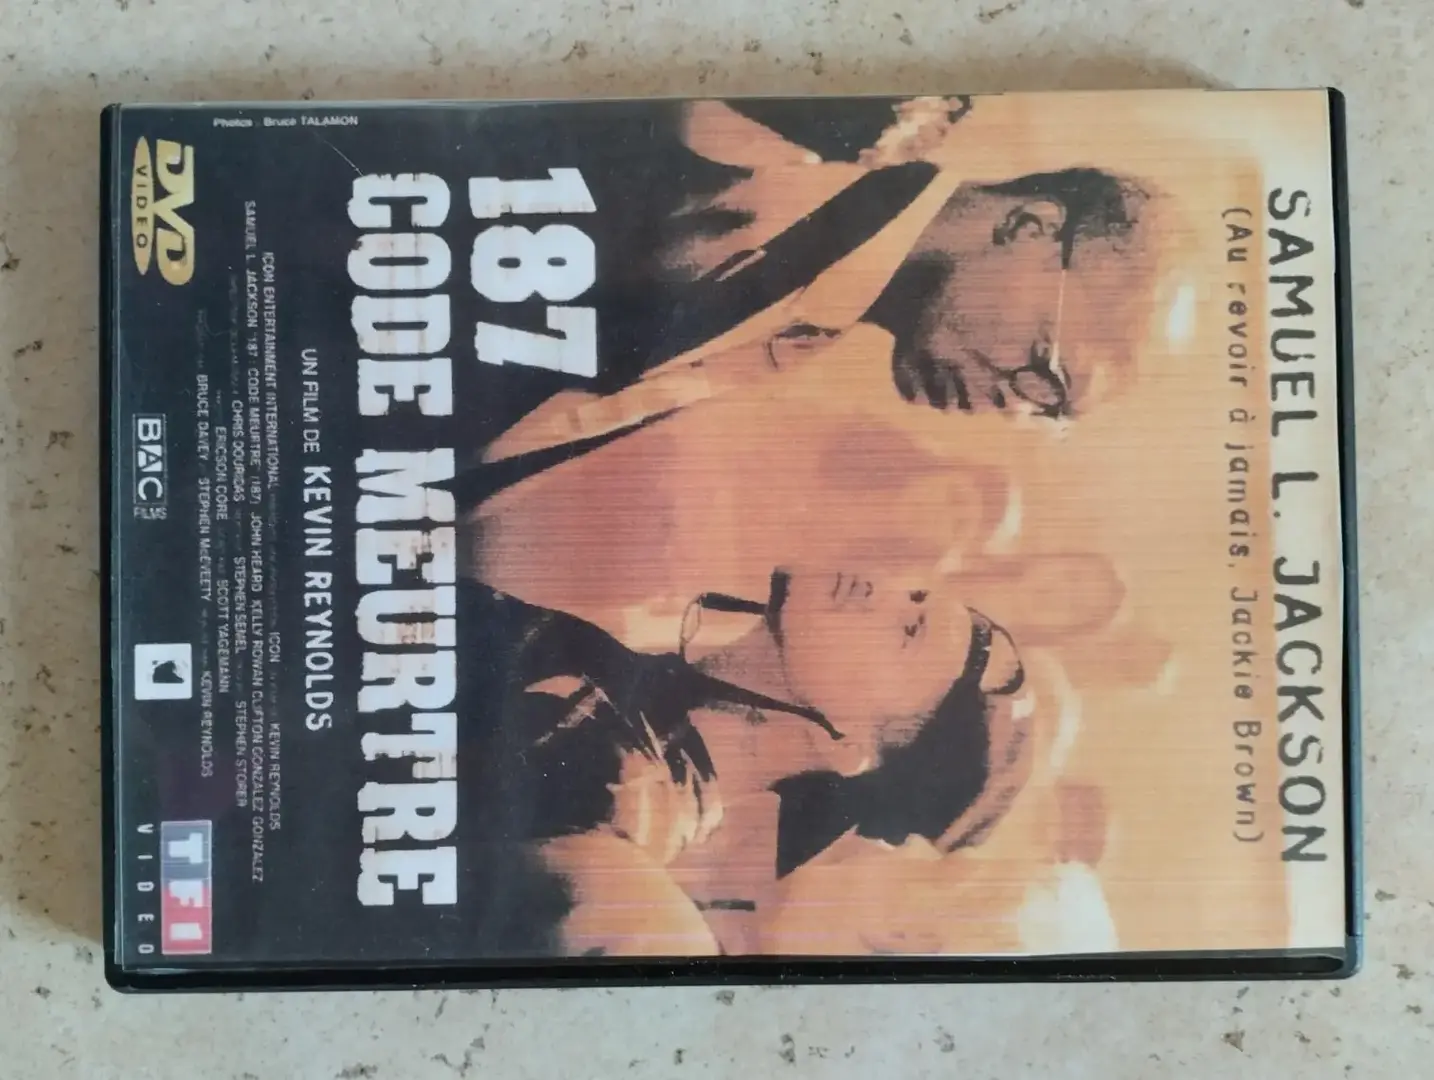 SAMUEL L. JACKSON
(Au revoir à jamais, Jackie Brown)
187
CODE MEURTRE
UN FILM DE KEVIN REYNOLDS
ICON ENTERTAINMENT INTERNATIONAL ICON KEVIN REYNOLDS
SAMUEL L. JACKSON "187 : CODE MEURTRE" (187) JOHN HEARD KELLY ROWAN CLIFTON GONZALEZ GONZALEZ
CHRIS DOURIDAS STEPHEN SEMEL STEPHEN STORER
ERICSON CORE SCOTT YAGEMANN
BRUCE DAVEY STEPHEN McEVEETY KEVIN REYNOLDS
DVD
VIDEO
BAC
TF1
VIDEO
Photos : Bruce TALAMON